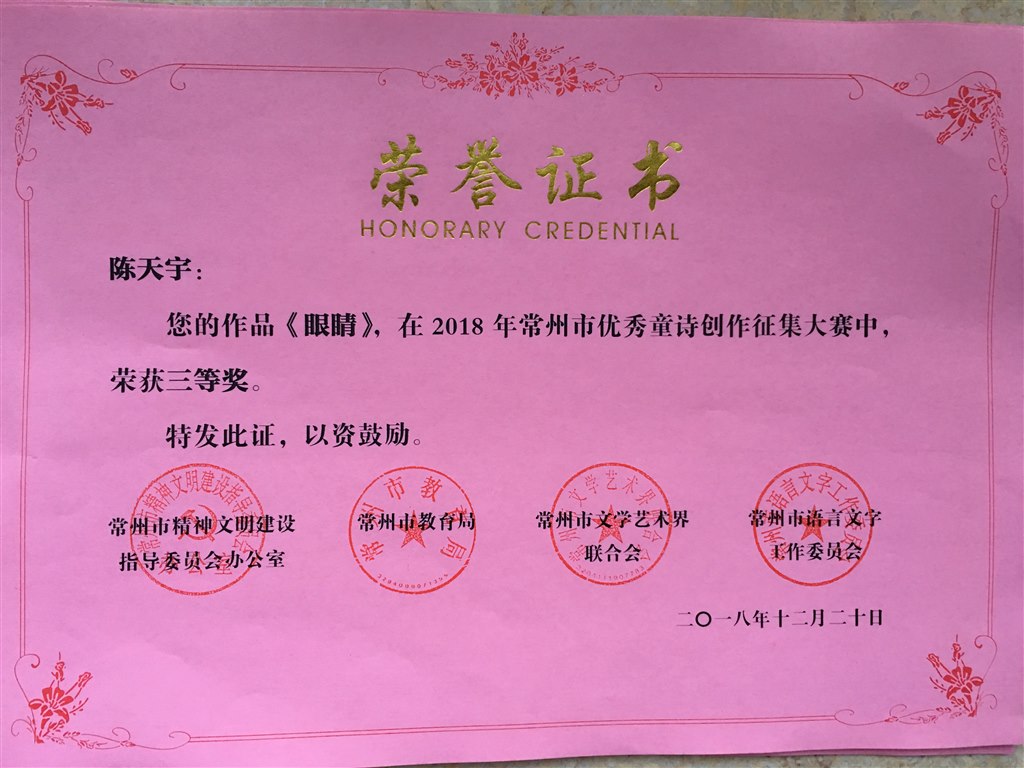 荣誉证书
HONORARY CREDENTIAL
陈天宇：
您的作品《眼睛》，在 2018 年常州市优秀童诗创作征集大赛中，
荣获三等奖。
特发此证，以资鼓励。
常州市精神文明建设
指导委员会办公室
常州市教育局
常州市文学艺术界
联合会
常州市语言文字
工作委员会
二〇一八年十二月二十日